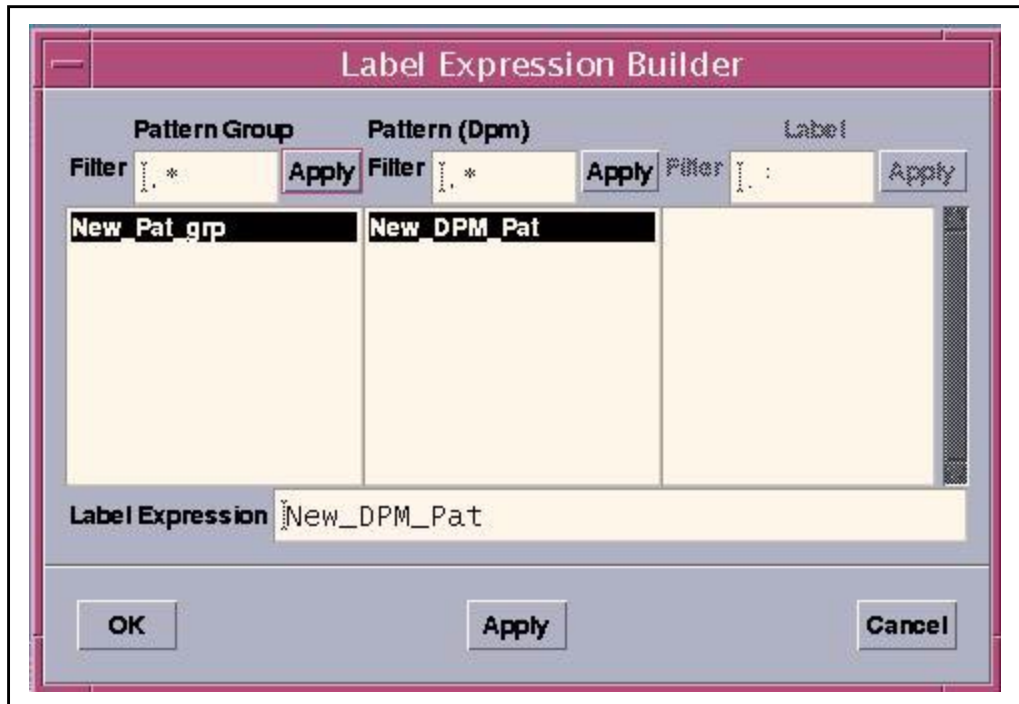 Label Expression Builder
Pattern Group Pattern (Dpm) Label
Filter .* Apply Filter .* Apply Filter . : Apply
New_Pat_grp New_DPM_Pat
Label Expression New_DPM_Pat
OK Apply Cancel